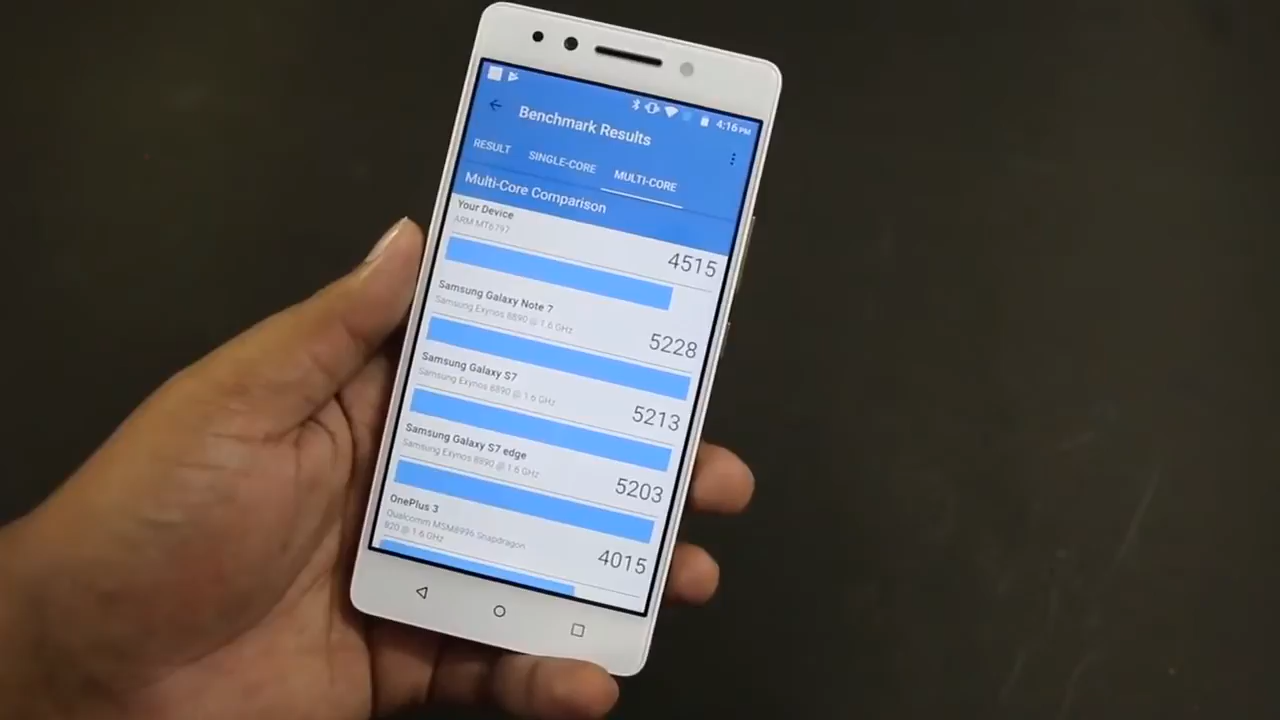 4:16 PM
Benchmark Results
RESULT SINGLE-CORE MULTI-CORE
Multi-Core Comparison
Your Device
ARM MT6797
4515
Samsung Galaxy Note 7
Samsung Exynos 8890 @ 1.6 GHz
5228
Samsung Galaxy S7
Samsung Exynos 8890 @ 1.6 GHz
5213
Samsung Galaxy S7 edge
Samsung Exynos 8890 @ 1.6 GHz
5203
OnePlus 3
Qualcomm MSM8996 Snapdragon
820 @ 1.6 GHz
4015